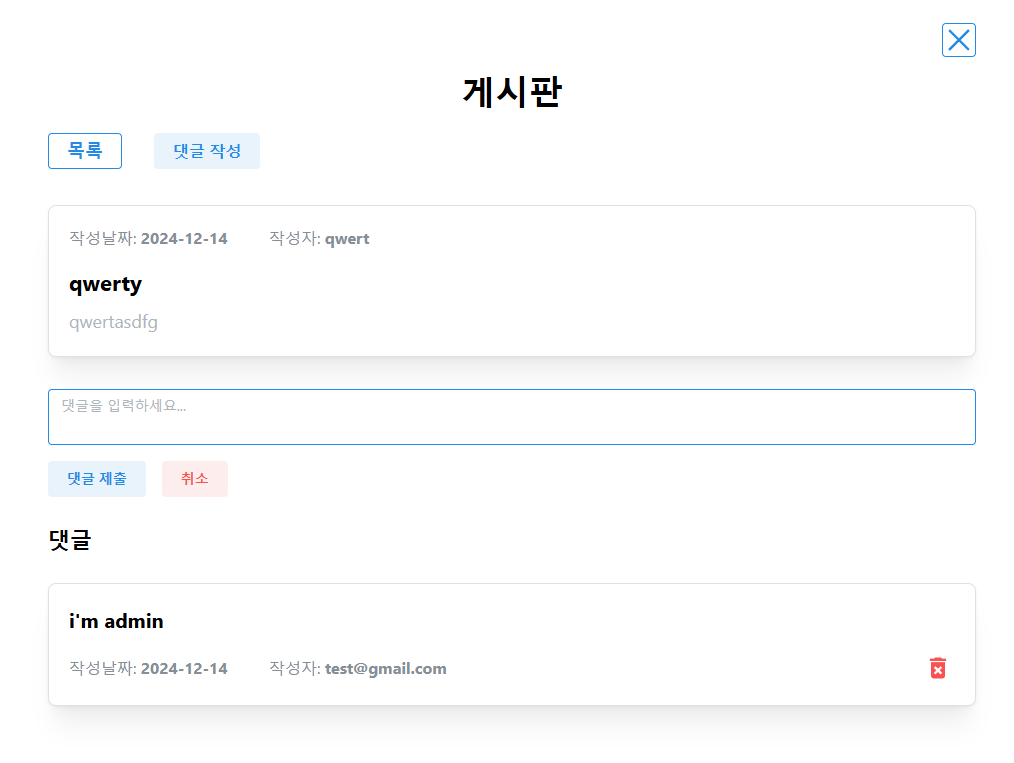 게시판
목록 댓글 작성
작성날짜: 2024-12-14 작성자: qwert
qwerty
qwertasdfg
댓글을 입력하세요...
댓글 제출 취소
댓글
i'm admin
작성날짜: 2024-12-14 작성자: test@gmail.com